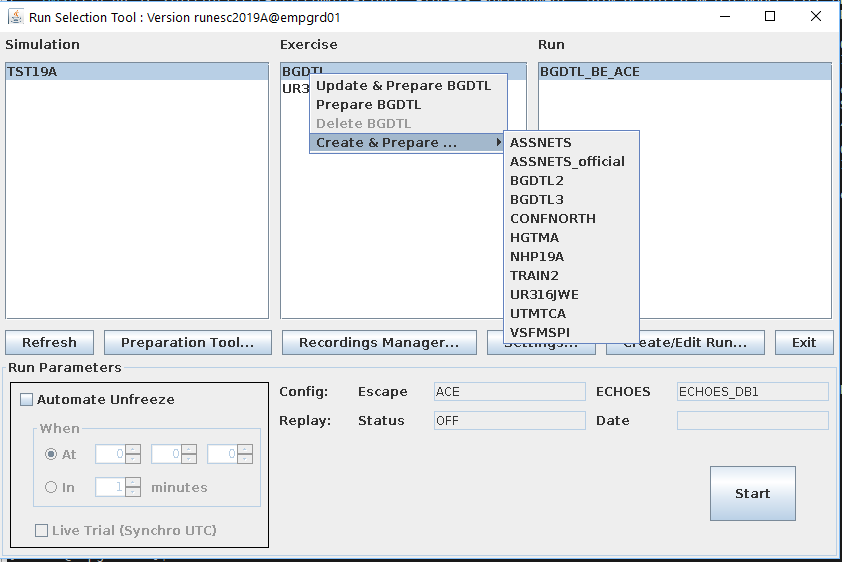 Run Selection Tool : Version runesc2019A@empgrd01
Simulation
Exercise
Run
TST19A
BGDTL
BGDTL_BE_ACE
Update & Prepare BGDTL
Prepare BGDTL
Delete BGDTL
Create & Prepare ...
ASSNETS
ASSNETS_official
BGDTL2
BGDTL3
CONFNORTH
HGTMA
NHP19A
TRAIN2
UR316JWE
UTMTCA
VSFMSPI
Refresh
Preparation Tool...
Recordings Manager...
Settings...
Create/Edit Run...
Exit
Run Parameters
Automate Unfreeze
When
At 0 0 0
In 1 minutes
Live Trial (Synchro UTC)
Config: Escape ACE ECHOES ECHOES_DB1
Replay: Status OFF Date
Start